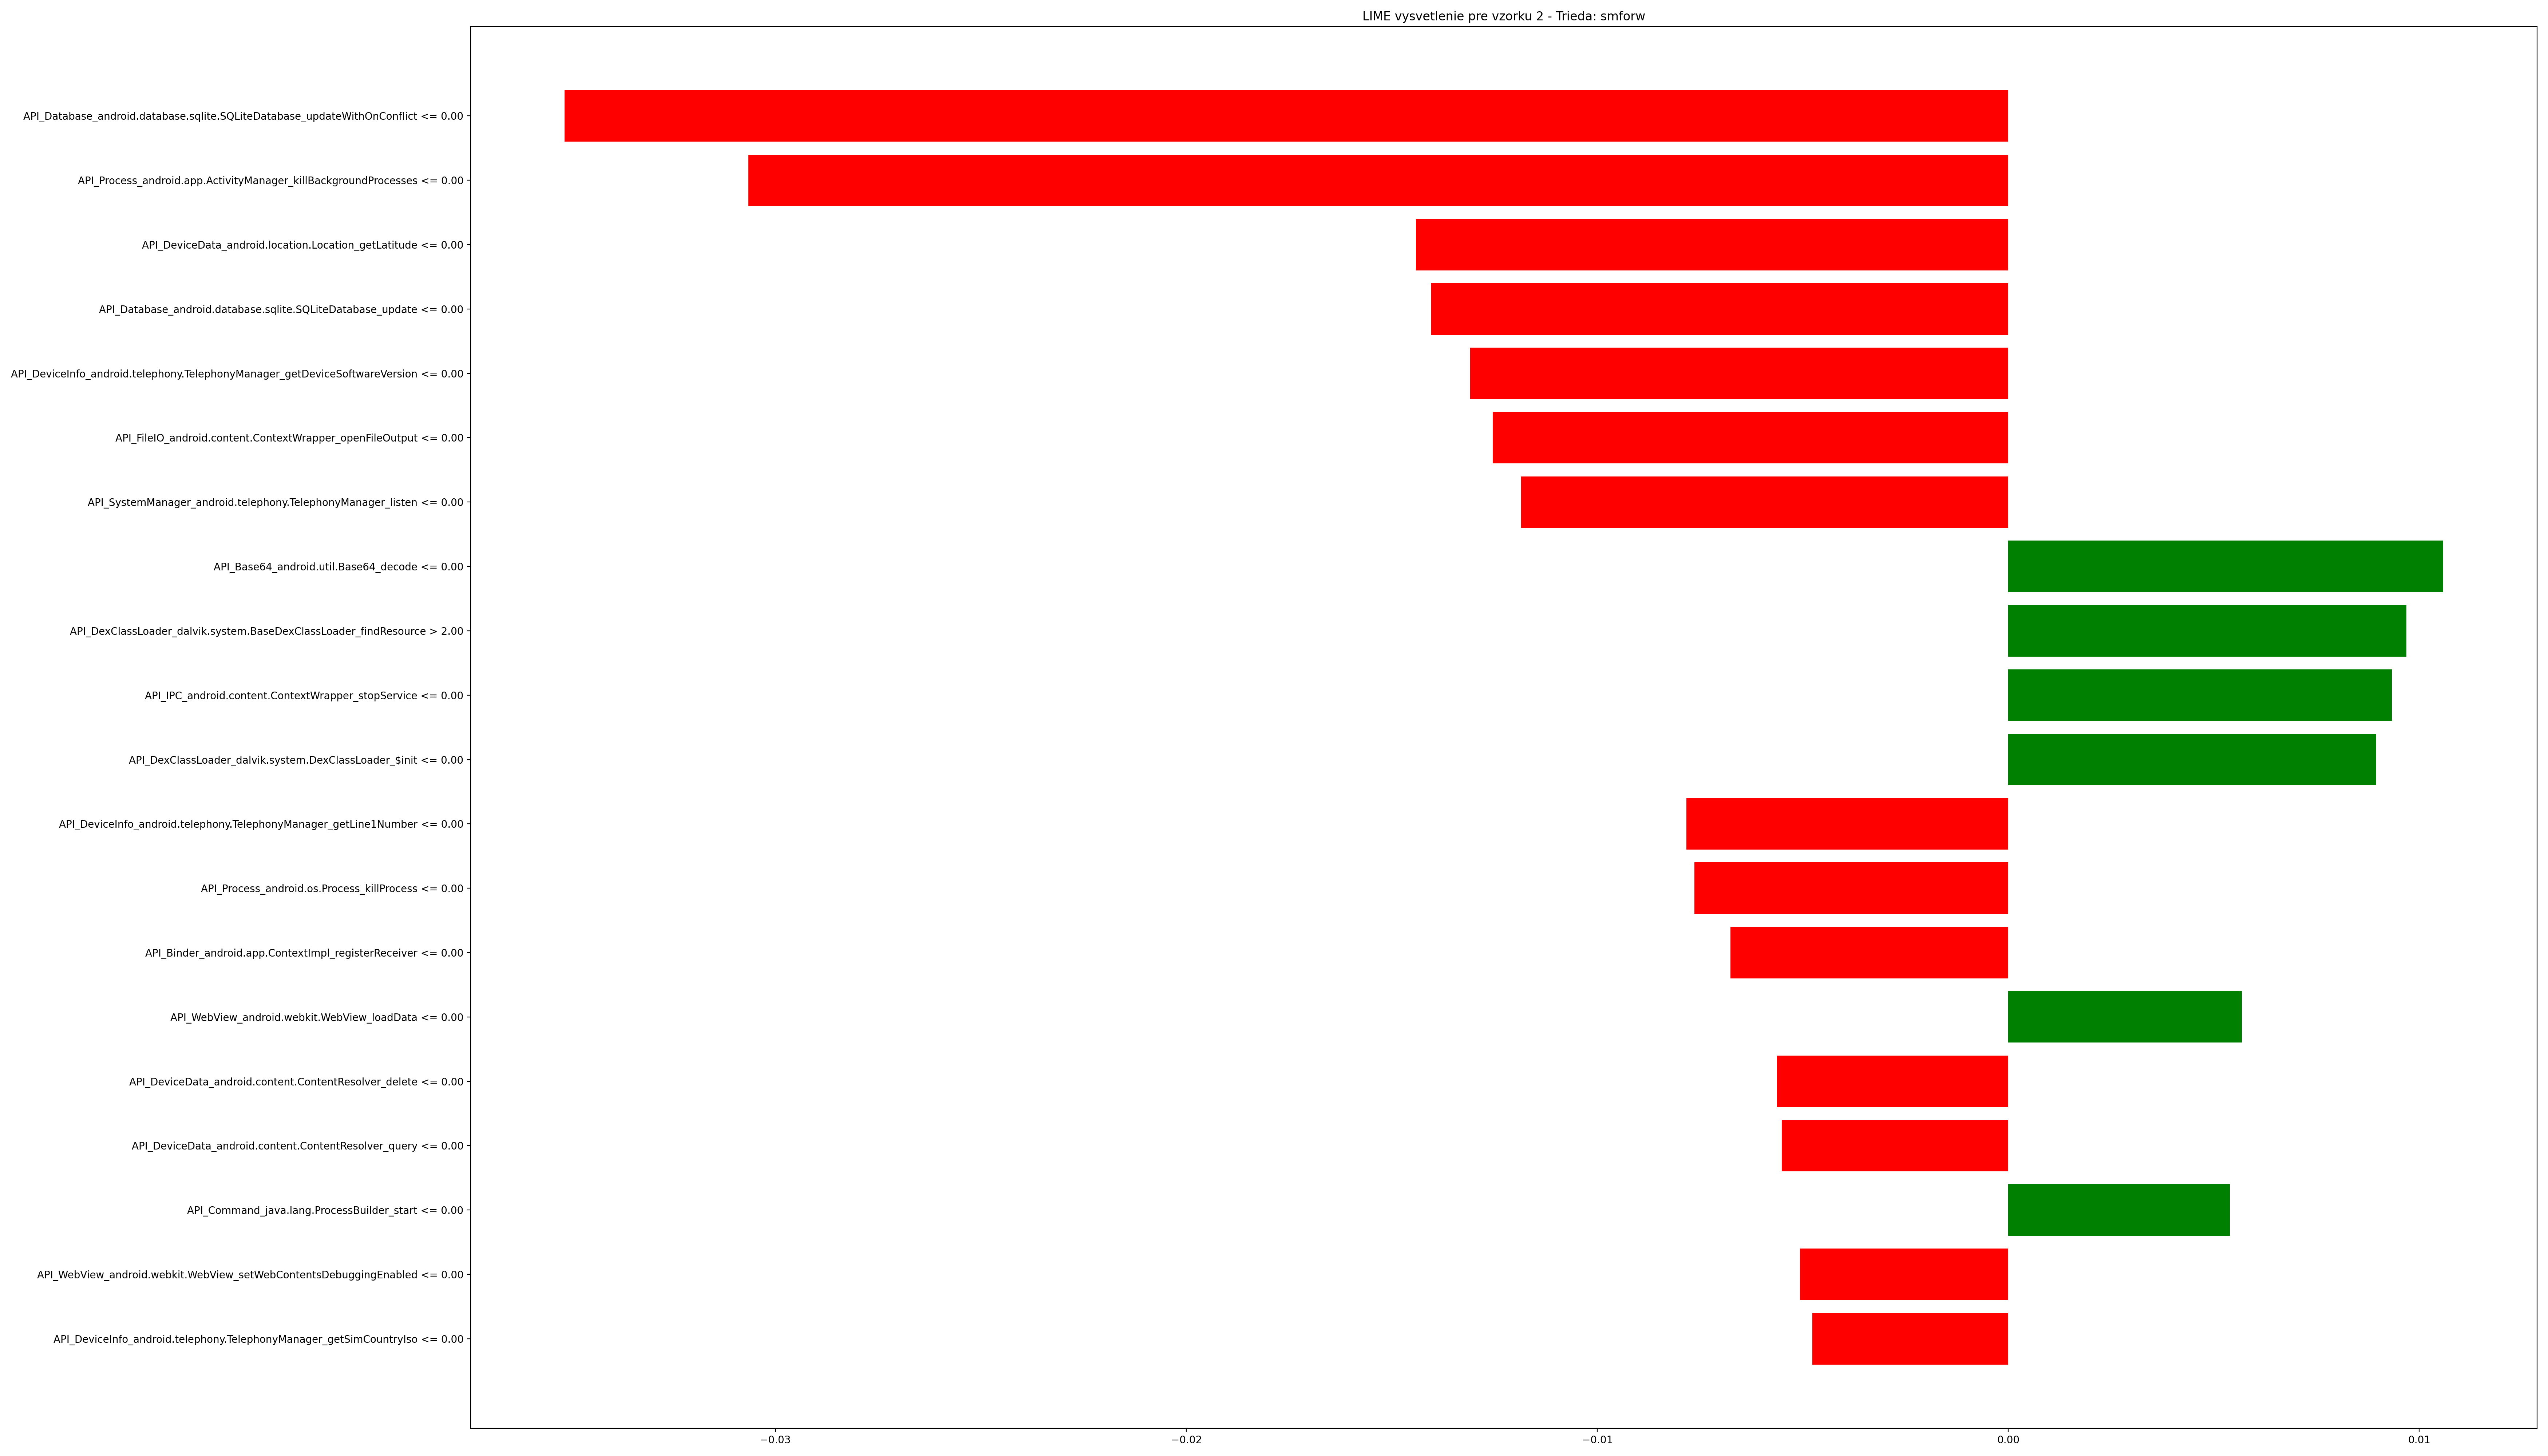 LIME vysvetlenie pre vzorku 2 - Trieda: smforw
API_Database_android.database.sqlite.SQLiteDatabase_updateWithOnConflict <= 0.00
API_Process_android.app.ActivityManager_killBackgroundProcesses <= 0.00
API_DeviceData_android.location.Location_getLatitude <= 0.00
API_Database_android.database.sqlite.SQLiteDatabase_update <= 0.00
API_DeviceInfo_android.telephony.TelephonyManager_getDeviceSoftwareVersion <= 0.00
API_FileIO_android.content.ContextWrapper_openFileOutput <= 0.00
API_SystemManager_android.telephony.TelephonyManager_listen <= 0.00
API_Base64_android.util.Base64_decode <= 0.00
API_DexClassLoader_dalvik.system.BaseDexClassLoader_findResource > 2.00
API_IPC_android.content.ContextWrapper_stopService <= 0.00
API_DexClassLoader_dalvik.system.DexClassLoader_$init <= 0.00
API_DeviceInfo_android.telephony.TelephonyManager_getLine1Number <= 0.00
API_Process_android.os.Process_killProcess <= 0.00
API_Binder_android.app.ContextImpl_registerReceiver <= 0.00
API_WebView_android.webkit.WebView_loadData <= 0.00
API_DeviceData_android.content.ContentResolver_delete <= 0.00
API_DeviceData_android.content.ContentResolver_query <= 0.00
API_Command_java.lang.ProcessBuilder_start <= 0.00
API_WebView_android.webkit.WebView_setWebContentsDebuggingEnabled <= 0.00
API_DeviceInfo_android.telephony.TelephonyManager_getSimCountryIso <= 0.00
−0.03 −0.02 −0.01 0.00 0.01